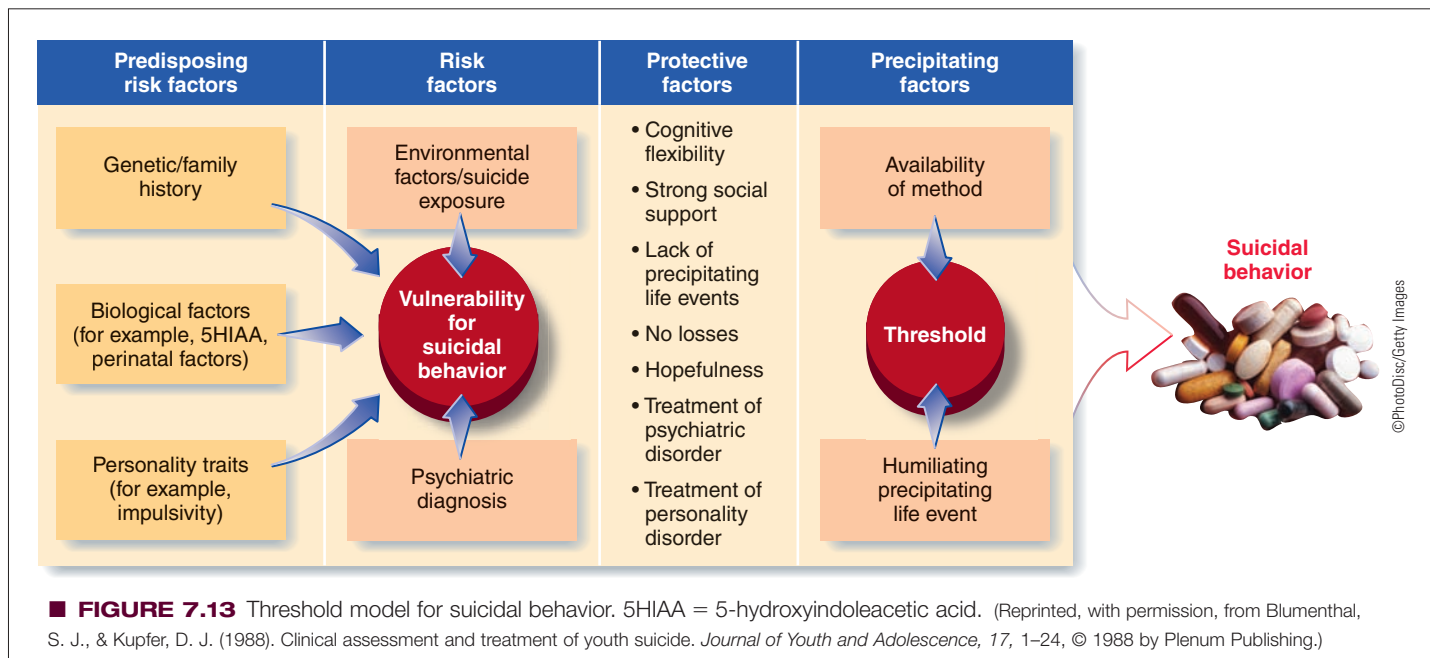 Predisposing
risk factors
Risk
factors
Protective
factors
Precipitating
factors
Genetic/family
history
Biological factors
(for example, 5HIAA,
perinatal factors)
Personality traits
(for example,
impulsivity)
Environmental
factors/suicide
exposure
Vulnerability
for
suicidal
behavior
Psychiatric
diagnosis
• Cognitive
flexibility
• Strong social
support
• Lack of
precipitating
life events
• No losses
• Hopefulness
• Treatment of
psychiatric
disorder
• Treatment of
personality
disorder
Availability
of method
Threshold
Humiliating
precipitating
life event
Suicidal
behavior
©PhotoDisc/Getty Images
■ FIGURE 7.13 Threshold model for suicidal behavior. 5HIAA = 5-hydroxyindoleacetic acid. (Reprinted, with permission, from Blumenthal,
S. J., & Kupfer, D. J. (1988). Clinical assessment and treatment of youth suicide. Journal of Youth and Adolescence, 17, 1–24, © 1988 by Plenum Publishing.)